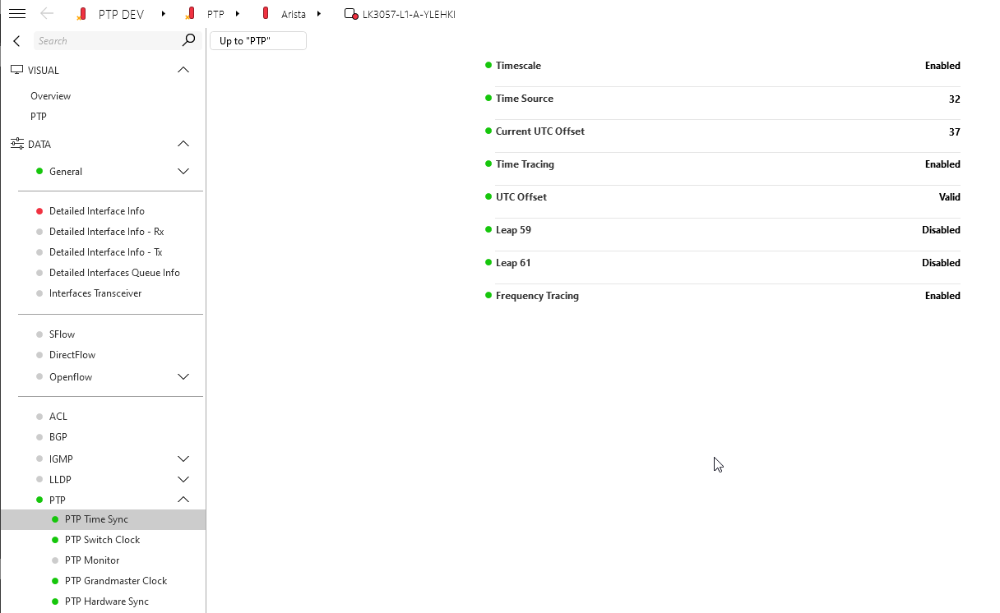 PTP DEV PTP Arista LK3057-L1-A-YLEHKI
Search
Up to "PTP"
VISUAL
Overview
PTP
DATA
General
Detailed Interface Info
Detailed Interface Info - Rx
Detailed Interface Info - Tx
Detailed Interfaces Queue Info
Interfaces Transceiver
SFlow
DirectFlow
Openflow
ACL
BGP
IGMP
LLDP
PTP
PTP Time Sync
PTP Switch Clock
PTP Monitor
PTP Grandmaster Clock
PTP Hardware Sync
Timescale Enabled
Time Source 32
Current UTC Offset 37
Time Tracing Enabled
UTC Offset Valid
Leap 59 Disabled
Leap 61 Disabled
Frequency Tracing Enabled